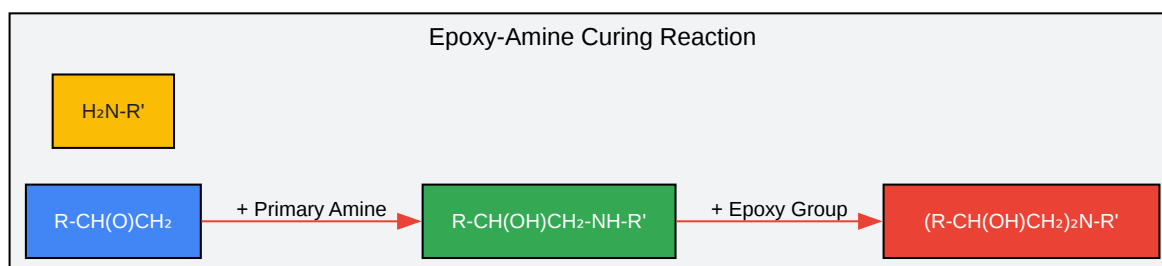 Epoxy-Amine Curing Reaction
H₂N-R'
R-CH(O)CH₂
+ Primary Amine
R-CH(OH)CH₂-NH-R'
+ Epoxy Group
(R-CH(OH)CH₂)₂N-R'